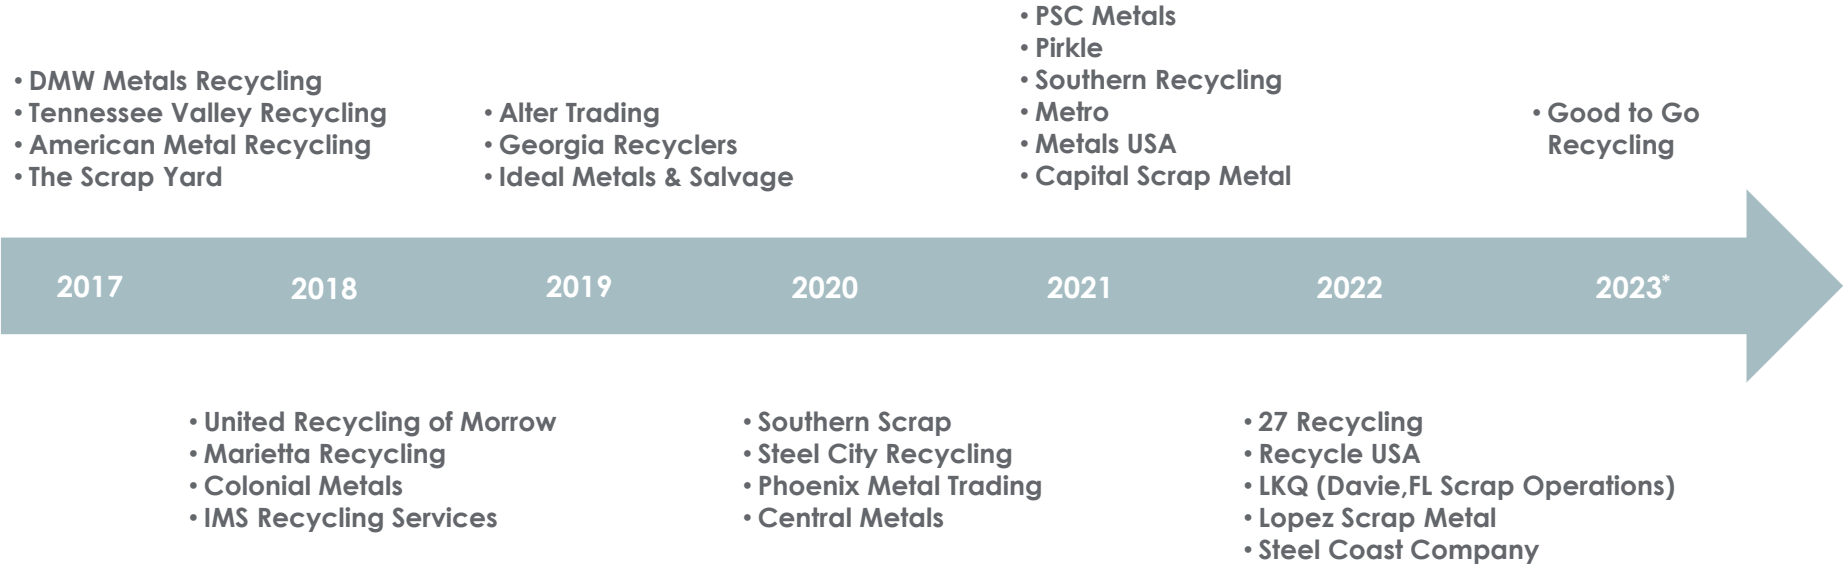 • PSC Metals
• Pirkle
• Southern Recycling
• Metro
• Metals USA
• Capital Scrap Metal
• DMW Metals Recycling
• Tennessee Valley Recycling
• American Metal Recycling
• The Scrap Yard
• Alter Trading
• Georgia Recyclers
• Ideal Metals & Salvage
• Good to Go
Recycling
2017
2018
2019
2020
2021
2022
2023*
• United Recycling of Morrow
• Marietta Recycling
• Colonial Metals
• IMS Recycling Services
• Southern Scrap
• Steel City Recycling
• Phoenix Metal Trading
• Central Metals
• 27 Recycling
• Recycle USA
• LKQ (Davie,FL Scrap Operations)
• Lopez Scrap Metal
• Steel Coast Company